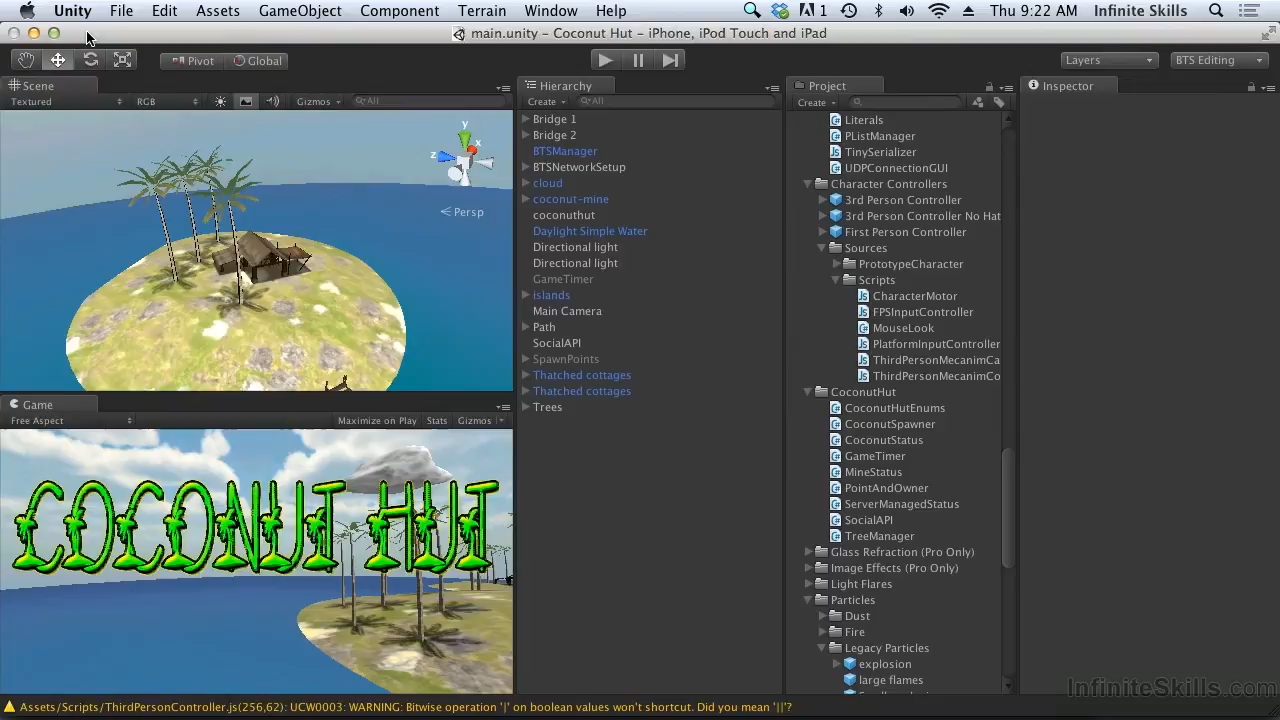 Unity File Edit Assets GameObject Component Terrain Window Help 1 Thu 9:22 AM Infinite Skills
main.unity – Coconut Hut – iPhone, iPod Touch and iPad
Pivot Global Layers BTS Editing
Scene
Textured RGB Gizmos All
y
x
z
Persp
Game
Free Aspect Maximize on Play Stats Gizmos
COCONUT HUT
Hierarchy
Create All
Bridge 1
Bridge 2
BTSManager
BTSNetworkSetup
cloud
coconut-mine
coconuthut
Daylight Simple Water
Directional light
Directional light
GameTimer
islands
Main Camera
Path
SocialAPI
SpawnPoints
Thatched cottages
Thatched cottages
Trees
Project
Create
Literals
PListManager
TinySerializer
UDPConnectionGUI
Character Controllers
3rd Person Controller
3rd Person Controller No Hat
First Person Controller
Sources
PrototypeCharacter
Scripts
CharacterMotor
FPSInputController
MouseLook
PlatformInputController
ThirdPersonMecanimCa
ThirdPersonMecanimCo
CoconutHut
CoconutHutEnums
CoconutSpawner
CoconutStatus
GameTimer
MineStatus
PointAndOwner
ServerManagedStatus
SocialAPI
TreeManager
Glass Refraction (Pro Only)
Image Effects (Pro Only)
Light Flares
Particles
Dust
Fire
Legacy Particles
explosion
large flames
Inspector
InfiniteSkills.com
Assets/Scripts/ThirdPersonController.js(256,62): UCW0003: WARNING: Bitwise operation '|' on boolean values won't shortcut. Did you mean '||'?